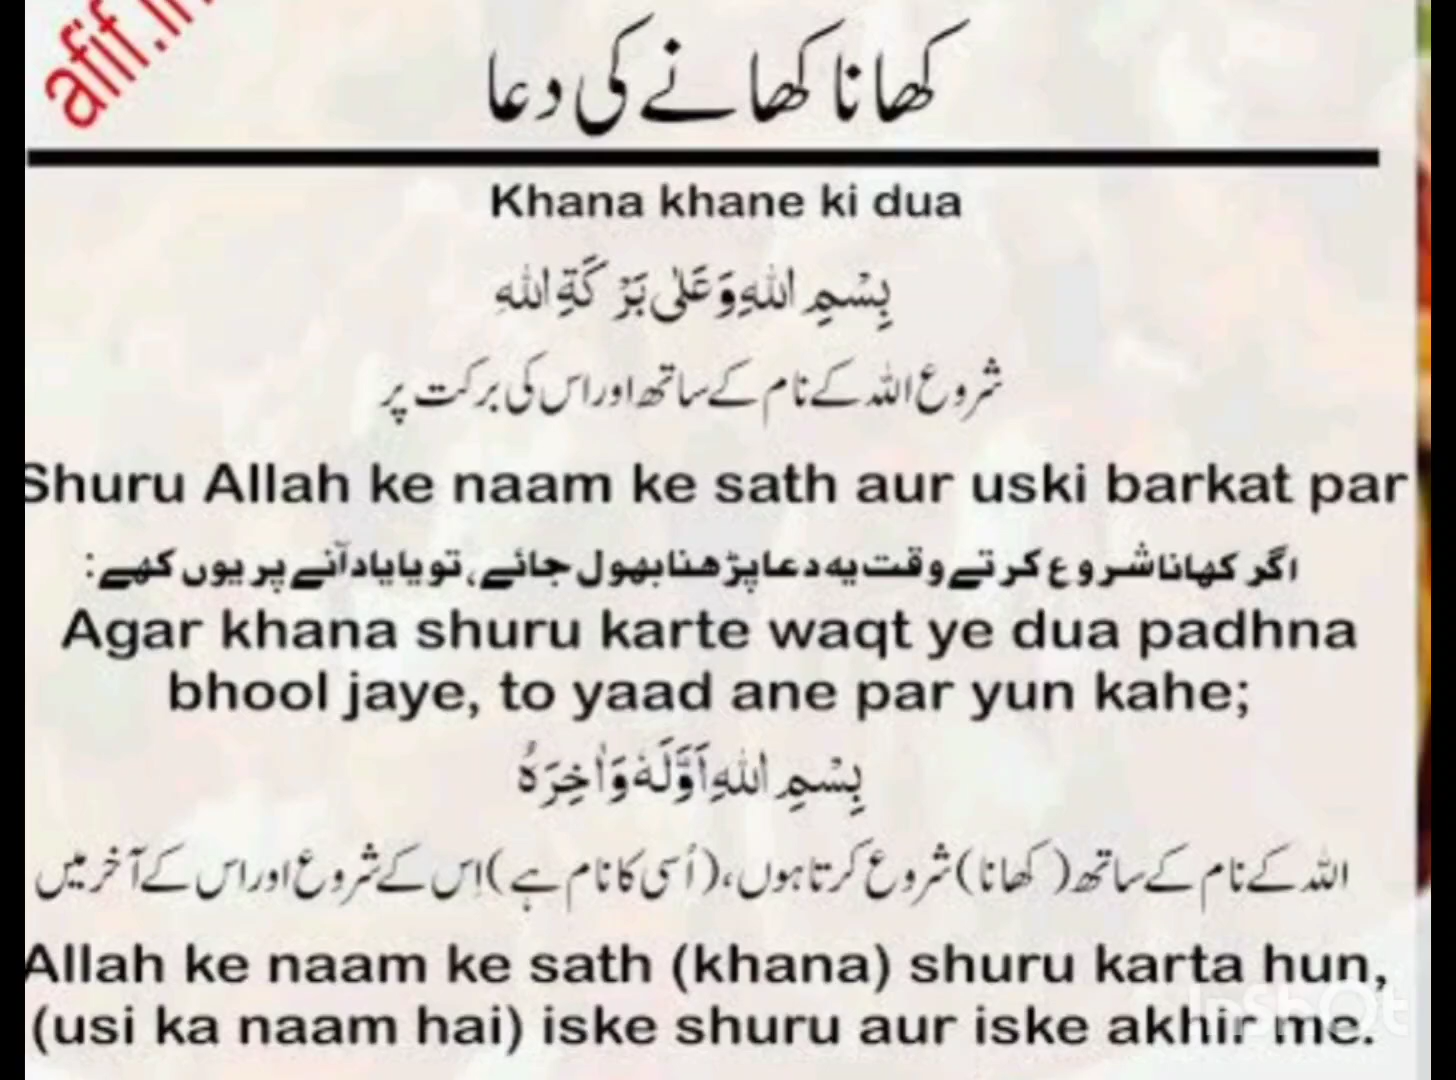 afif.in
کھانا کھانے کی دعا
Khana khane ki dua
بِسْمِ اللهِ وَعَلٰى بَرْكَةِ اللهِ
شروع اللہ کے نام کے ساتھ اور اس کی برکت پر
Shuru Allah ke naam ke sath aur uski barkat par
اگر کھانا شروع کرتے وقت یہ دعا پڑھنا بھول جائے، تو یا یاد آنے پر یوں کہے:
Agar khana shuru karte waqt ye dua padhna
bhool jaye, to yaad ane par yun kahe;
بِسْمِ اللهِ اَوَّلَهٗ وَاٰخِرَهٗ
اللہ کے نام کے ساتھ (کھانا) شروع کرتا ہوں، (اُسی کا نام ہے) اِس کے شروع اور اس کے آخر میں
Allah ke naam ke sath (khana) shuru karta hun,
(usi ka naam hai) iske shuru aur iske akhir me.
InShOt